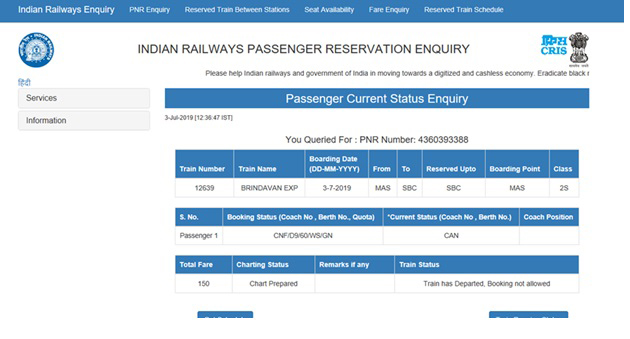 Indian Railways Enquiry PNR Enquiry Reserved Train Between Stations Seat Availability Fare Enquiry Reserved Train Schedule
INDIAN RAILWAYS PASSENGER RESERVATION ENQUIRY
क्रिस
CRIS
Please help Indian railways and government of India in moving towards a digitized and cashless economy. Eradicate black
हिंदी
Services
Information
Passenger Current Status Enquiry
3-Jul-2019 [12:36:47 IST]
You Queried For : PNR Number: 4360393388
Train Number Train Name Boarding Date (DD-MM-YYYY) From To Reserved Upto Boarding Point Class
12639 BRINDAVAN EXP 3-7-2019 MAS SBC SBC MAS 2S
S. No. Booking Status (Coach No , Berth No., Quota) *Current Status (Coach No , Berth No.) Coach Position
Passenger 1 CNF/D9/60/WS/GN CAN
Total Fare Charting Status Remarks if any Train Status
150 Chart Prepared Train has Departed, Booking not allowed